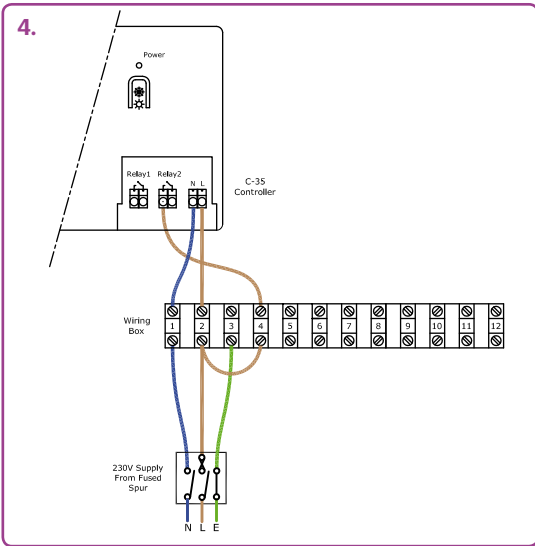 4.
Power
Relay1 Relay2 N L
C-3S
Controller
Wiring
Box
1 2 3 4 5 6 7 8 9 10 11 12
230V Supply
From Fused
Spur
N L E